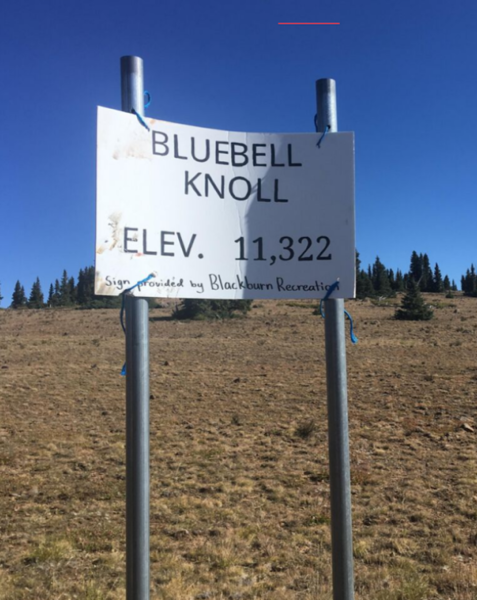 BLUEBELL
KNOLL
ELEV. 11,322
Sign provided by Blackburn Recreation